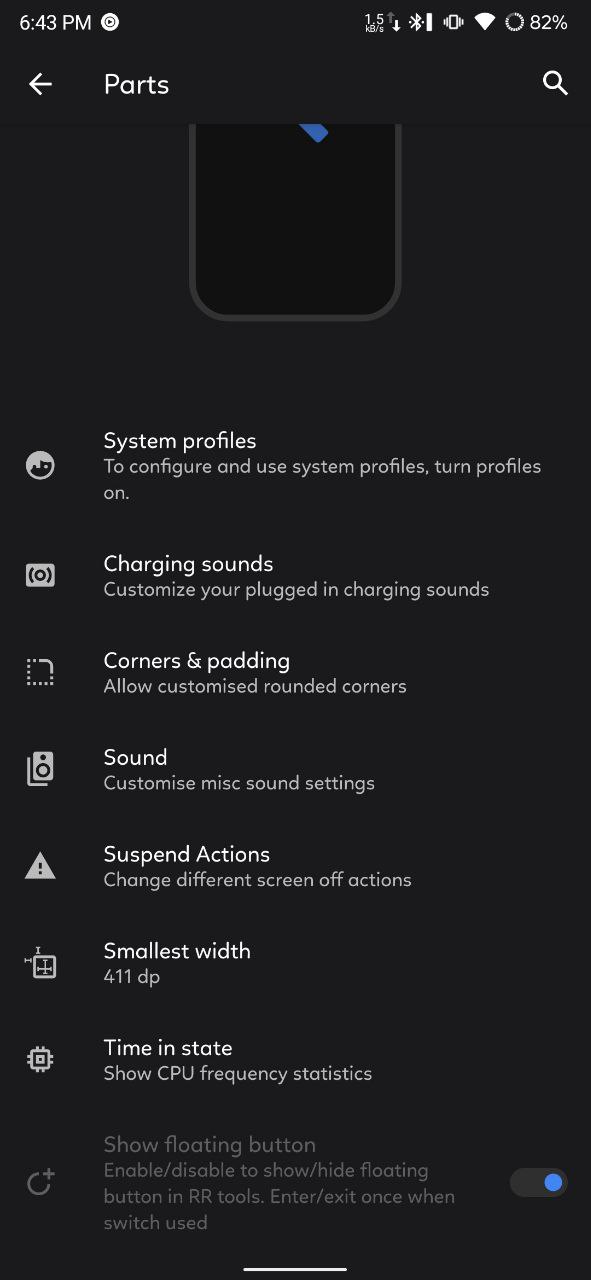 6:43 PM 1.5 kB/s 82%
Parts
System profiles
To configure and use system profiles, turn profiles
on.
Charging sounds
Customize your plugged in charging sounds
Corners & padding
Allow customised rounded corners
Sound
Customise misc sound settings
Suspend Actions
Change different screen off actions
Smallest width
411 dp
Time in state
Show CPU frequency statistics
Show floating button
Enable/disable to show/hide floating
button in RR tools. Enter/exit once when
switch used